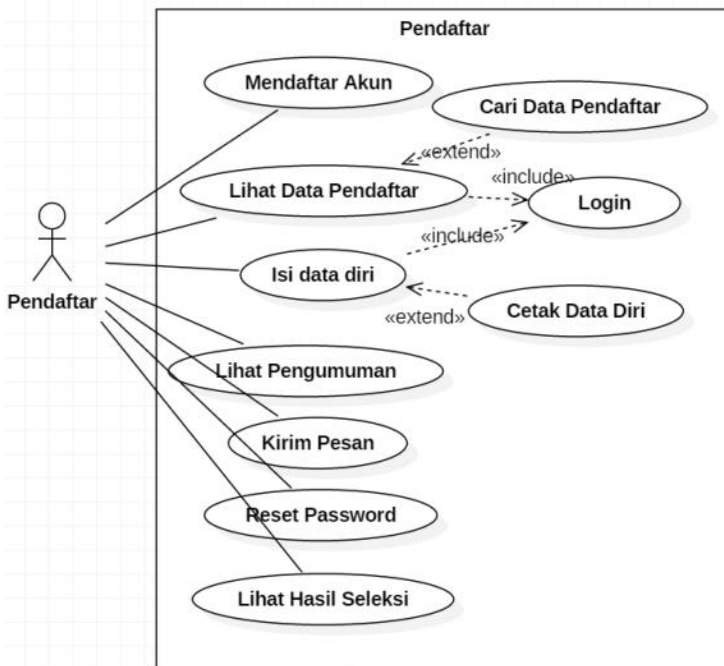 Pendaftar
Mendaftar Akun
Cari Data Pendaftar
«extend»
«include»
Lihat Data Pendaftar
Login
«include»
Isi data diri
Pendaftar
Cetak Data Diri
«extend»
Lihat Pengumuman
Kirim Pesan
Reset Password
Lihat Hasil Seleksi